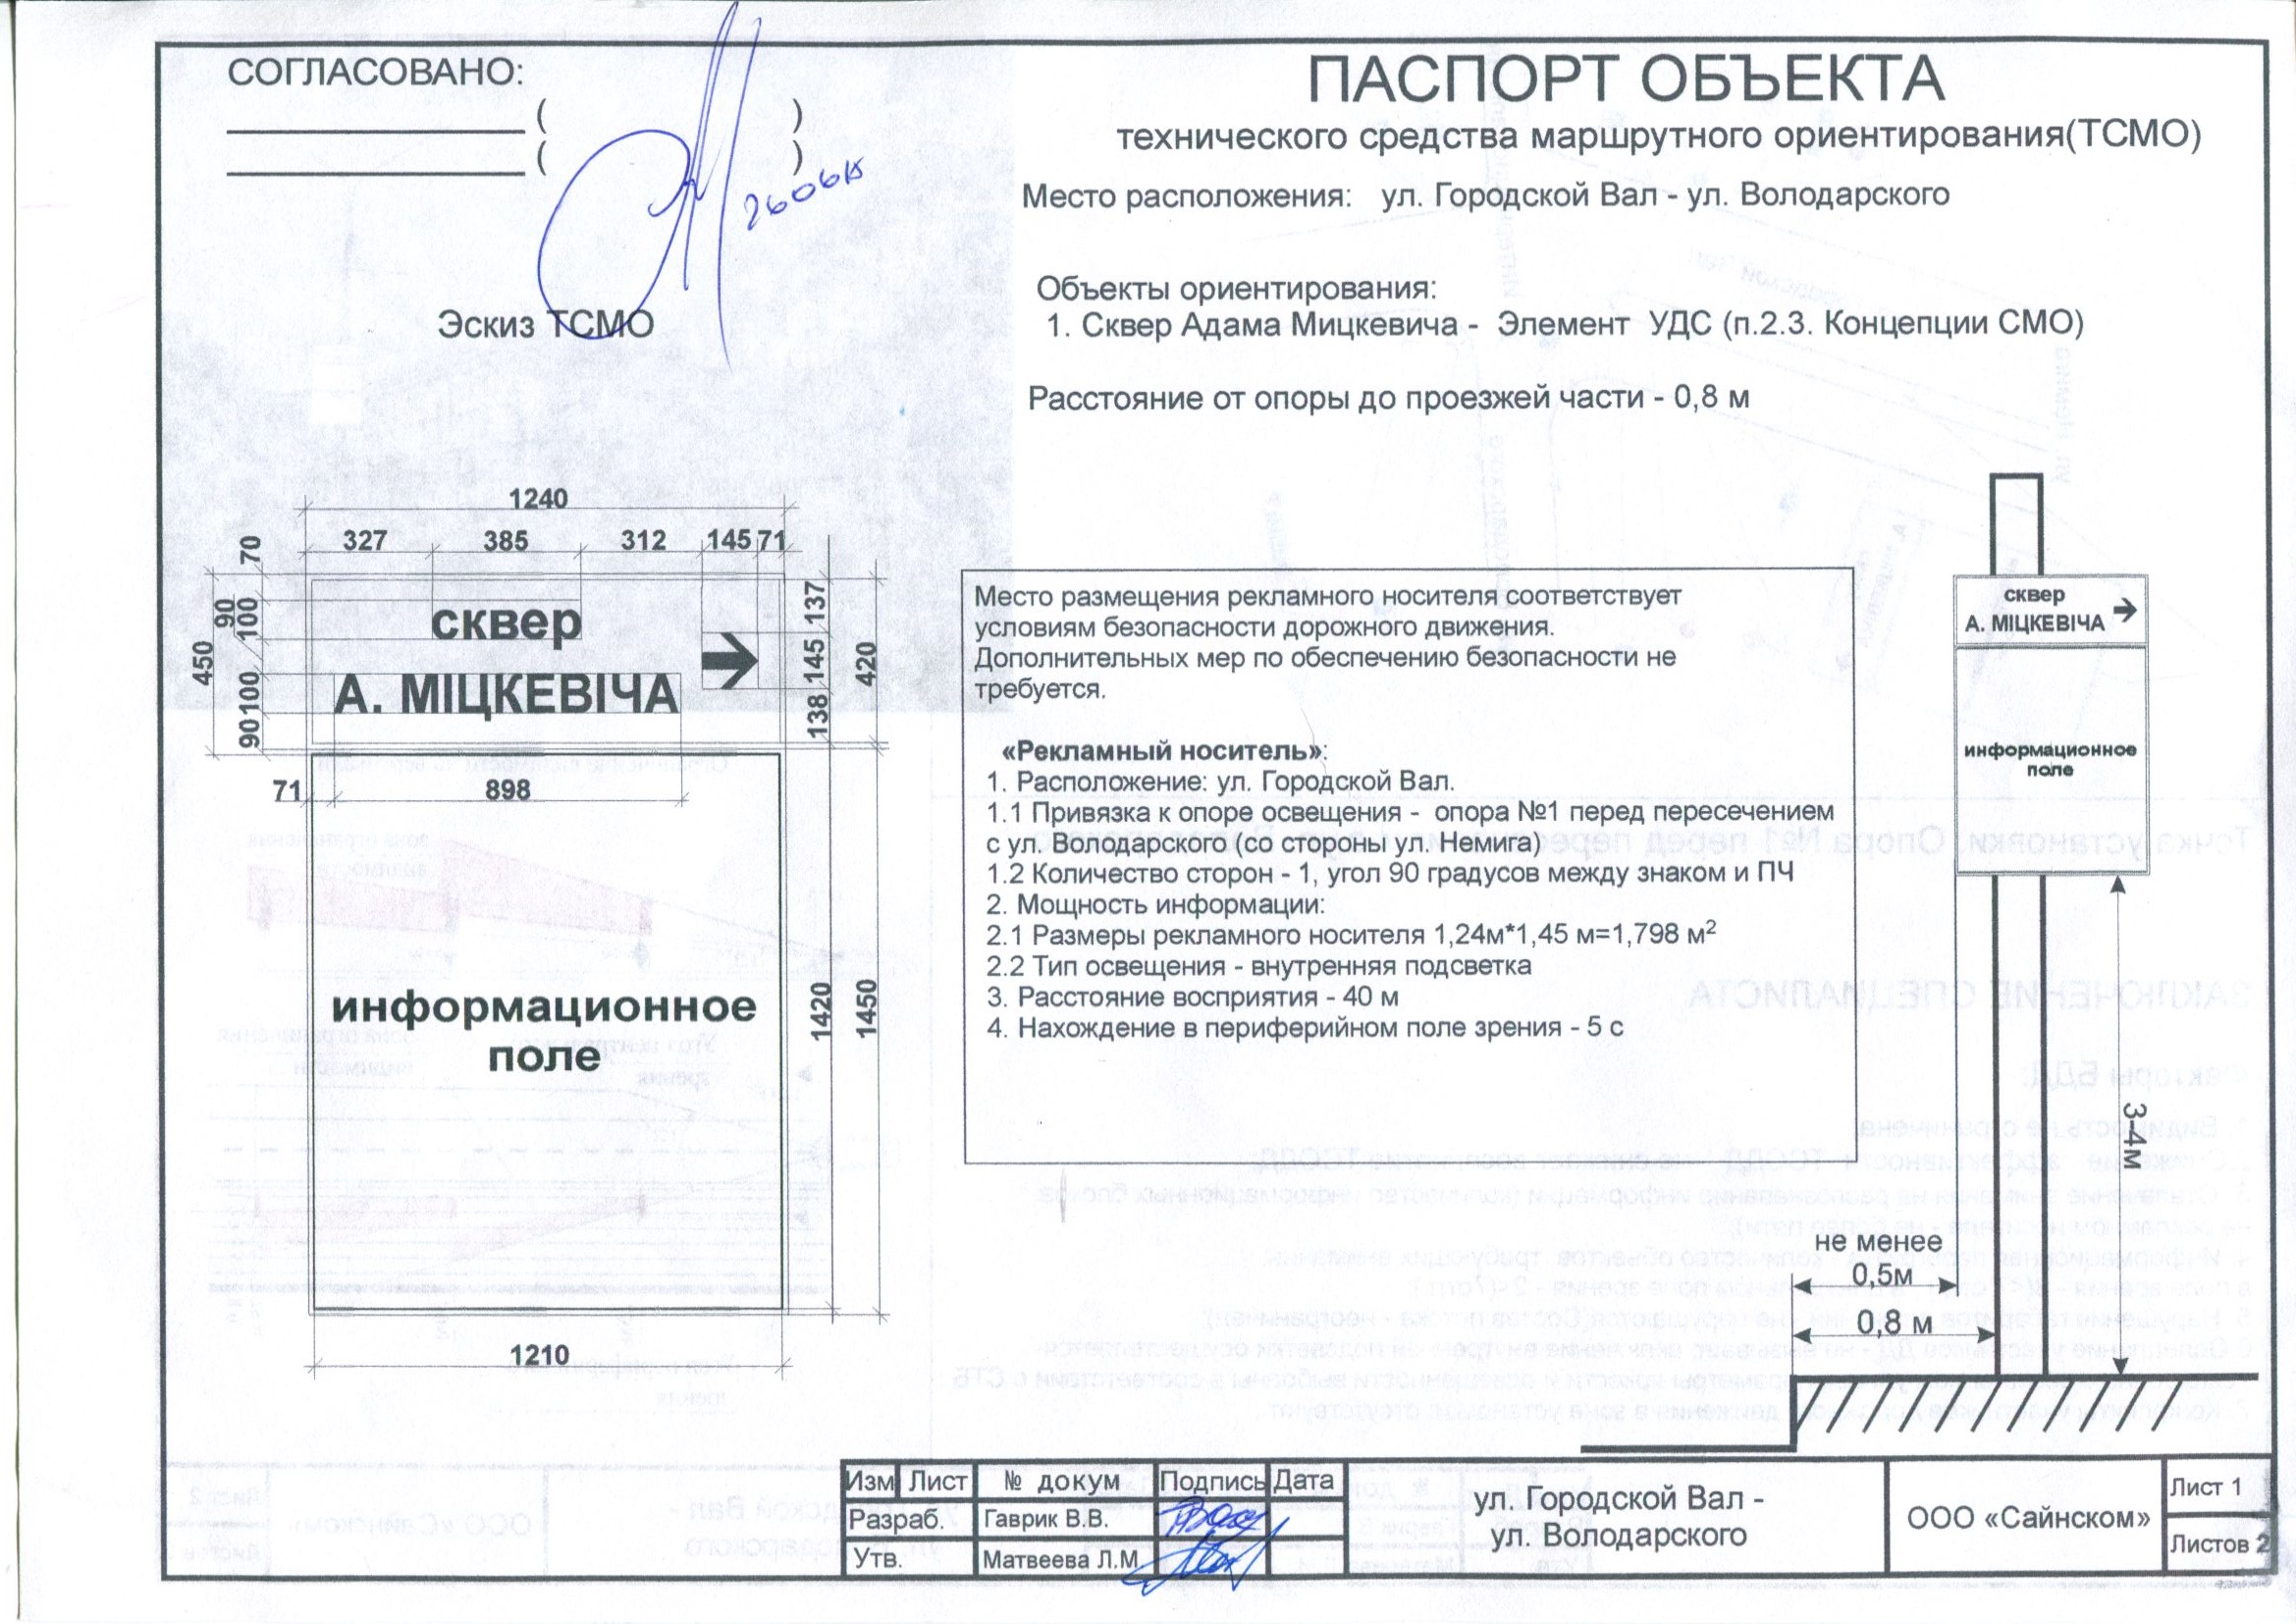 СОГЛАСОВАНО:
( )
( )
260615
ПАСПОРТ ОБЪЕКТА
технического средства маршрутного ориентирования(ТСМО)
Место расположения: ул. Городской Вал - ул. Володарского
Объекты ориентирования:
1. Сквер Адама Мицкевича - Элемент УДС (п.2.3. Концепции СМО)
Расстояние от опоры до проезжей части - 0,8 м
Эскиз ТСМО
1240
327 385 312 145 71
70
90
100
450
100
90
137
145
138
420
сквер
А. МІЦКЕВІЧА
71 898
информационное
поле
1420
1450
1210
Место размещения рекламного носителя соответствует
условиям безопасности дорожного движения.
Дополнительных мер по обеспечению безопасности не
требуется.
«Рекламный носитель»:
1. Расположение: ул. Городской Вал.
1.1 Привязка к опоре освещения - опора №1 перед пересечением
с ул. Володарского (со стороны ул. Немига)
1.2 Количество сторон - 1, угол 90 градусов между знаком и ПЧ
2. Мощность информации:
2.1 Размеры рекламного носителя 1,24м*1,45 м=1,798 м²
2.2 Тип освещения - внутренняя подсветка
3. Расстояние восприятия - 40 м
4. Нахождение в периферийном поле зрения - 5 с
сквер
А. МІЦКЕВІЧА
информационное
поле
3-4м
не менее
0,5м
0,8 м
Изм Лист № докум Подпись Дата
Разраб. Гаврик В.В.
Утв. Матвеева Л.М
ул. Городской Вал -
ул. Володарского
ООО «Сайнском»
Лист 1
Листов 2